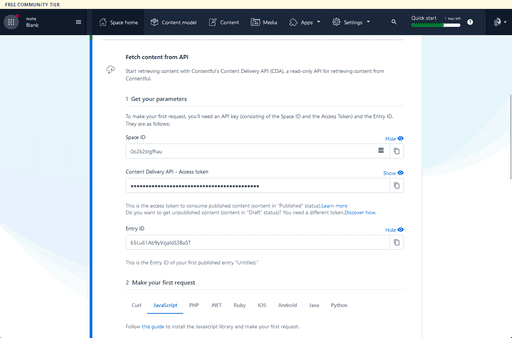 FREE COMMUNITY TIER
none
Blank
Space home
Content model
Content
Media
Apps
Settings
Quick start
1 step left
Fetch content from API
Start retrieving content with Contentful's Content Delivery API (CDA), a read-only API for retrieving content from
Contentful.
1 Get your parameters
To make your first request, you'll need an API key (consisting of the Space ID and the Access Token) and the Entry ID.
They are as follows:
Space ID
Hide
Content Delivery API - Access token
Show
This is the access token to consume published content (content in "Published" status).Learn more
Do you want to get unpublished content (content in "Draft" status)? You need a different token.Discover how.
Entry ID
Hide
This is the Entry ID of your first published entry "Untitled."
2 Make your first request
Curl
JavaScript
PHP
.NET
Ruby
iOS
Android
Java
Python
Follow this guide to install the Javascript library and make your first request.